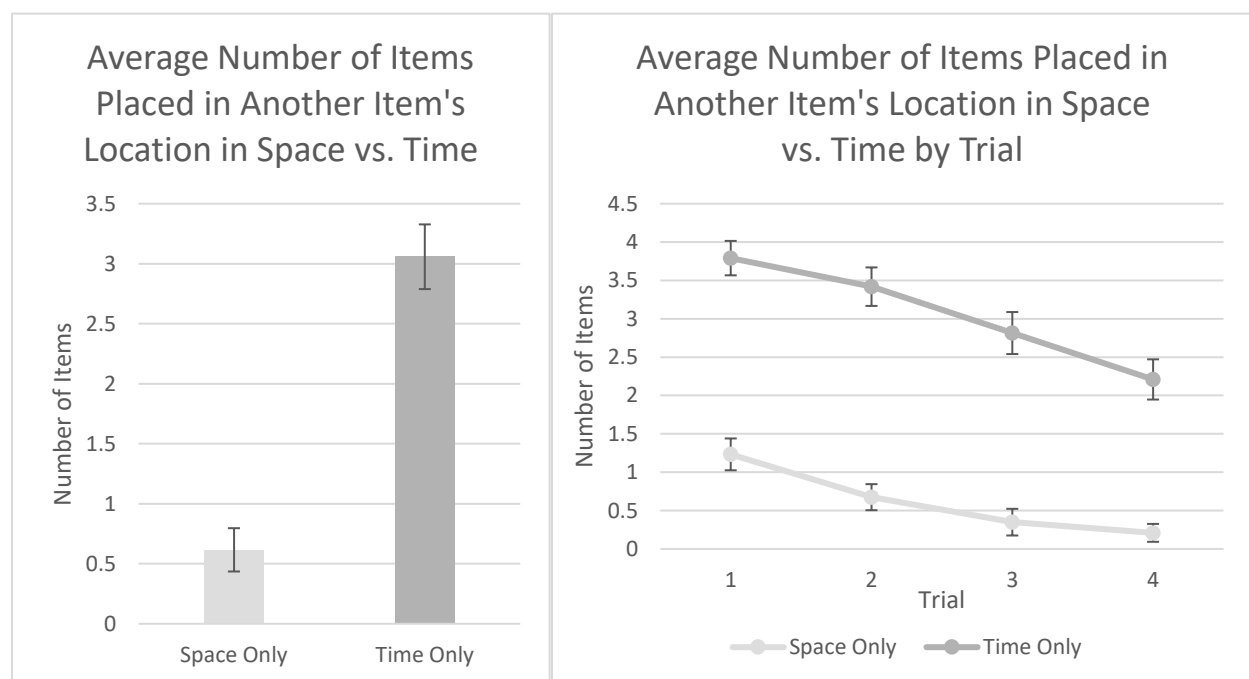 Average Number of Items
Placed in Another Item's
Location in Space vs. Time
3.5
3
2.5
2
1.5
1
0.5
0
Number of Items
Space Only
Time Only
Average Number of Items Placed in
Another Item's Location in Space
vs. Time by Trial
4.5
4
3.5
3
2.5
2
1.5
1
0.5
0
Number of Items
1
2
3
4
Trial
Space Only
Time Only